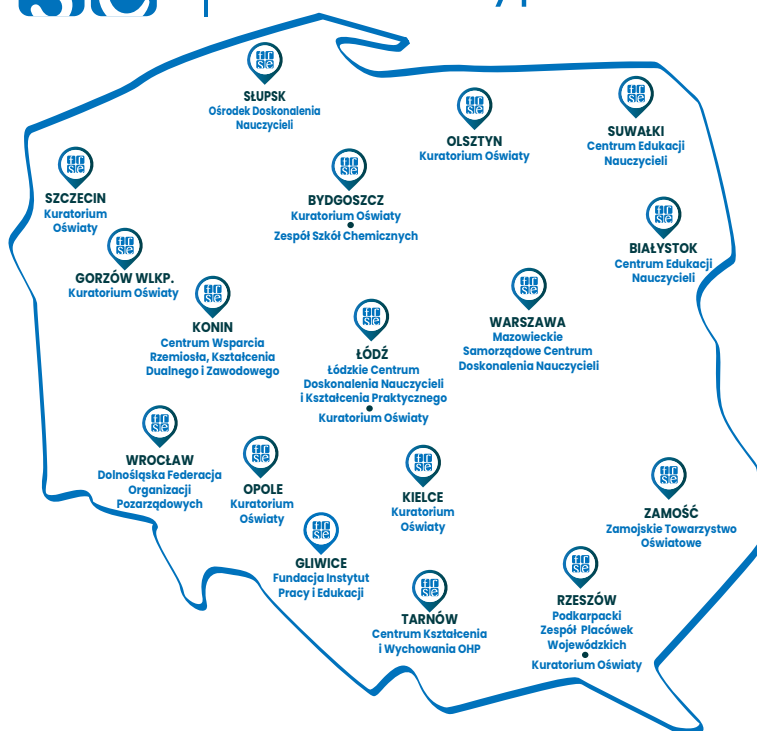 SŁUPSK
Ośrodek Doskonalenia
Nauczycieli
OLSZTYN
Kuratorium Oświaty
SUWAŁKI
Centrum Edukacji
Nauczycieli
SZCZECIN
Kuratorium
Oświaty
BYDGOSZCZ
Kuratorium Oświaty
Zespół Szkół Chemicznych
BIAŁYSTOK
Centrum Edukacji
Nauczycieli
GORZÓW WLKP.
Kuratorium Oświaty
KONIN
Centrum Wsparcia
Rzemiosła, Kształcenia
Dualnego i Zawodowego
ŁÓDŹ
Łódzkie Centrum
Doskonalenia Nauczycieli
i Kształcenia Praktycznego
Kuratorium Oświaty
WARSZAWA
Mazowieckie
Samorządowe Centrum
Doskonalenia Nauczycieli
WROCŁAW
Dolnośląska Federacja
Organizacji
Pozarządowych
OPOLE
Kuratorium
Oświaty
KIELCE
Kuratorium
Oświaty
ZAMOŚĆ
Zamojskie Towarzystwo
Oświatowe
GLIWICE
Fundacja Instytut
Pracy i Edukacji
TARNÓW
Centrum Kształcenia
i Wychowania OHP
RZESZÓW
Podkarpacki
Zespół Placówek
Wojewódzkich
Kuratorium Oświaty